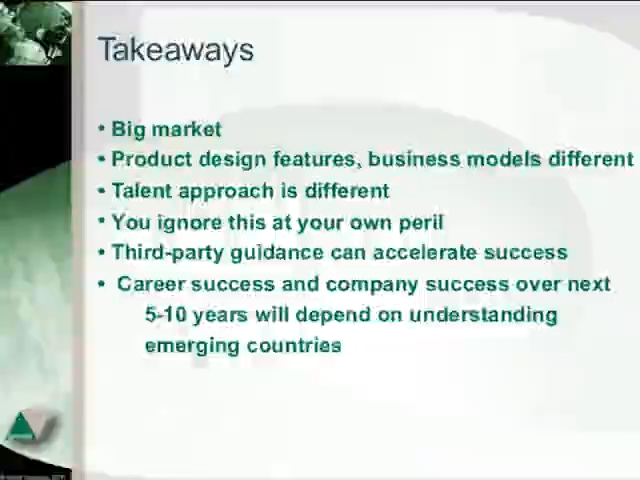 Takeaways
• Big market
• Product design features, business models different
• Talent approach is different
• You ignore this at your own peril
• Third-party guidance can accelerate success
• Career success and company success over next
5-10 years will depend on understanding
emerging countries